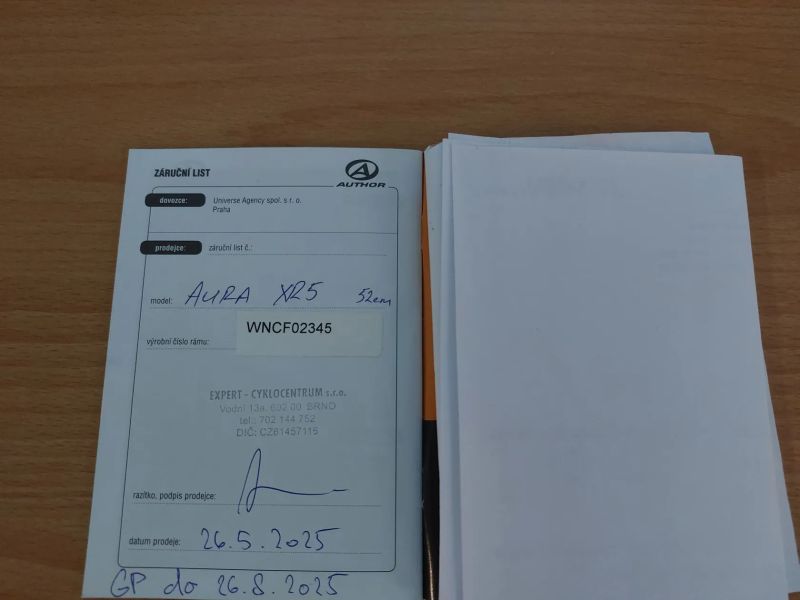 ZÁRUČNÍ LIST
AUTHOR
dovozce: Universe Agency spol. s r. o.
Praha
prodejce: záruční list č.:
model: AURA XR5 52cm
výrobní číslo rámu: WNCF02345
EXPERT - CYKLOCENTRUM s.r.o.
Vodní 13a, 602 00 BRNO
tel.: 702 144 752
DIČ: CZ61457115
razítko, podpis prodejce:
datum prodeje: 26.5.2025
GP do 26.8.2025